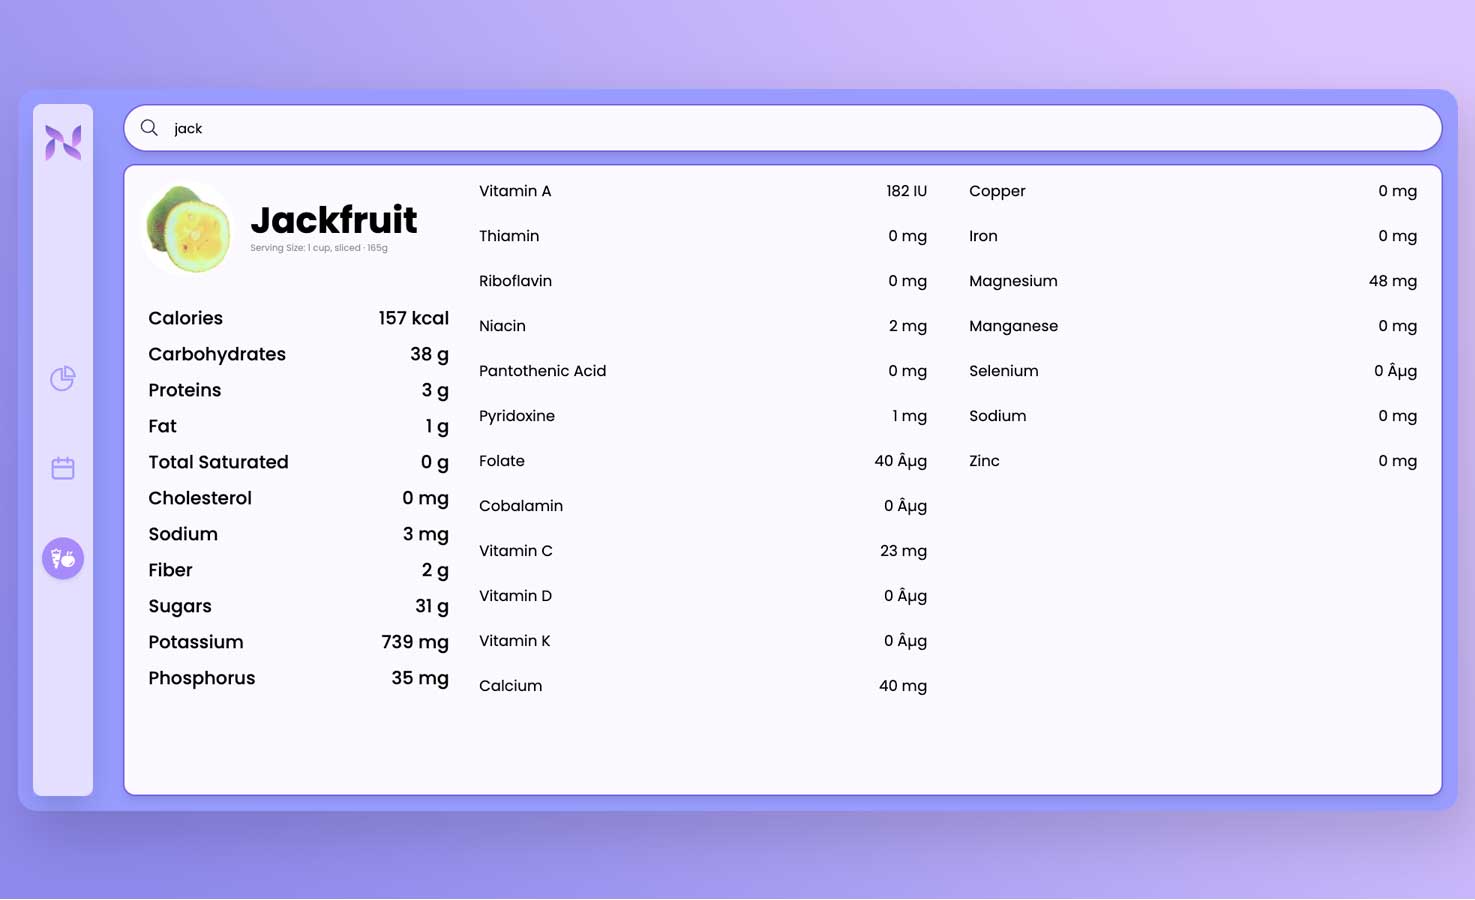 jack
Jackfruit
Serving Size: 1 cup, sliced · 165g
Calories 157 kcal
Carbohydrates 38 g
Proteins 3 g
Fat 1 g
Total Saturated 0 g
Cholesterol 0 mg
Sodium 3 mg
Fiber 2 g
Sugars 31 g
Potassium 739 mg
Phosphorus 35 mg
Vitamin A 182 IU
Thiamin 0 mg
Riboflavin 0 mg
Niacin 2 mg
Pantothenic Acid 0 mg
Pyridoxine 1 mg
Folate 40 Âµg
Cobalamin 0 Âµg
Vitamin C 23 mg
Vitamin D 0 Âµg
Vitamin K 0 Âµg
Calcium 40 mg
Copper 0 mg
Iron 0 mg
Magnesium 48 mg
Manganese 0 mg
Selenium 0 Âµg
Sodium 0 mg
Zinc 0 mg